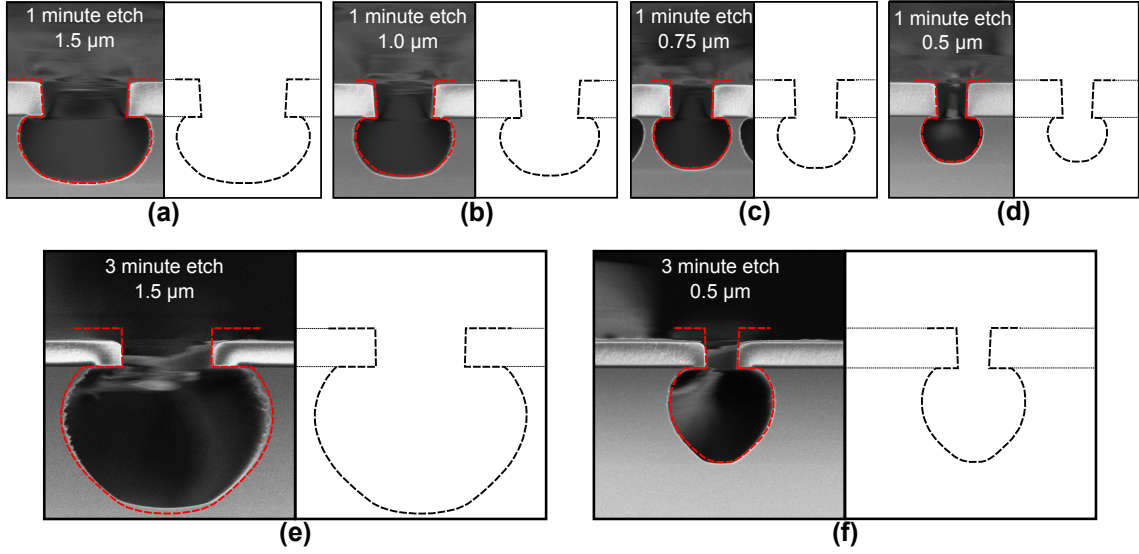 1 minute etch
1.5 µm
1 minute etch
1.0 µm
1 minute etch
0.75 µm
1 minute etch
0.5 µm
(a)
(b)
(c)
(d)
3 minute etch
1.5 µm
3 minute etch
0.5 µm
(e)
(f)